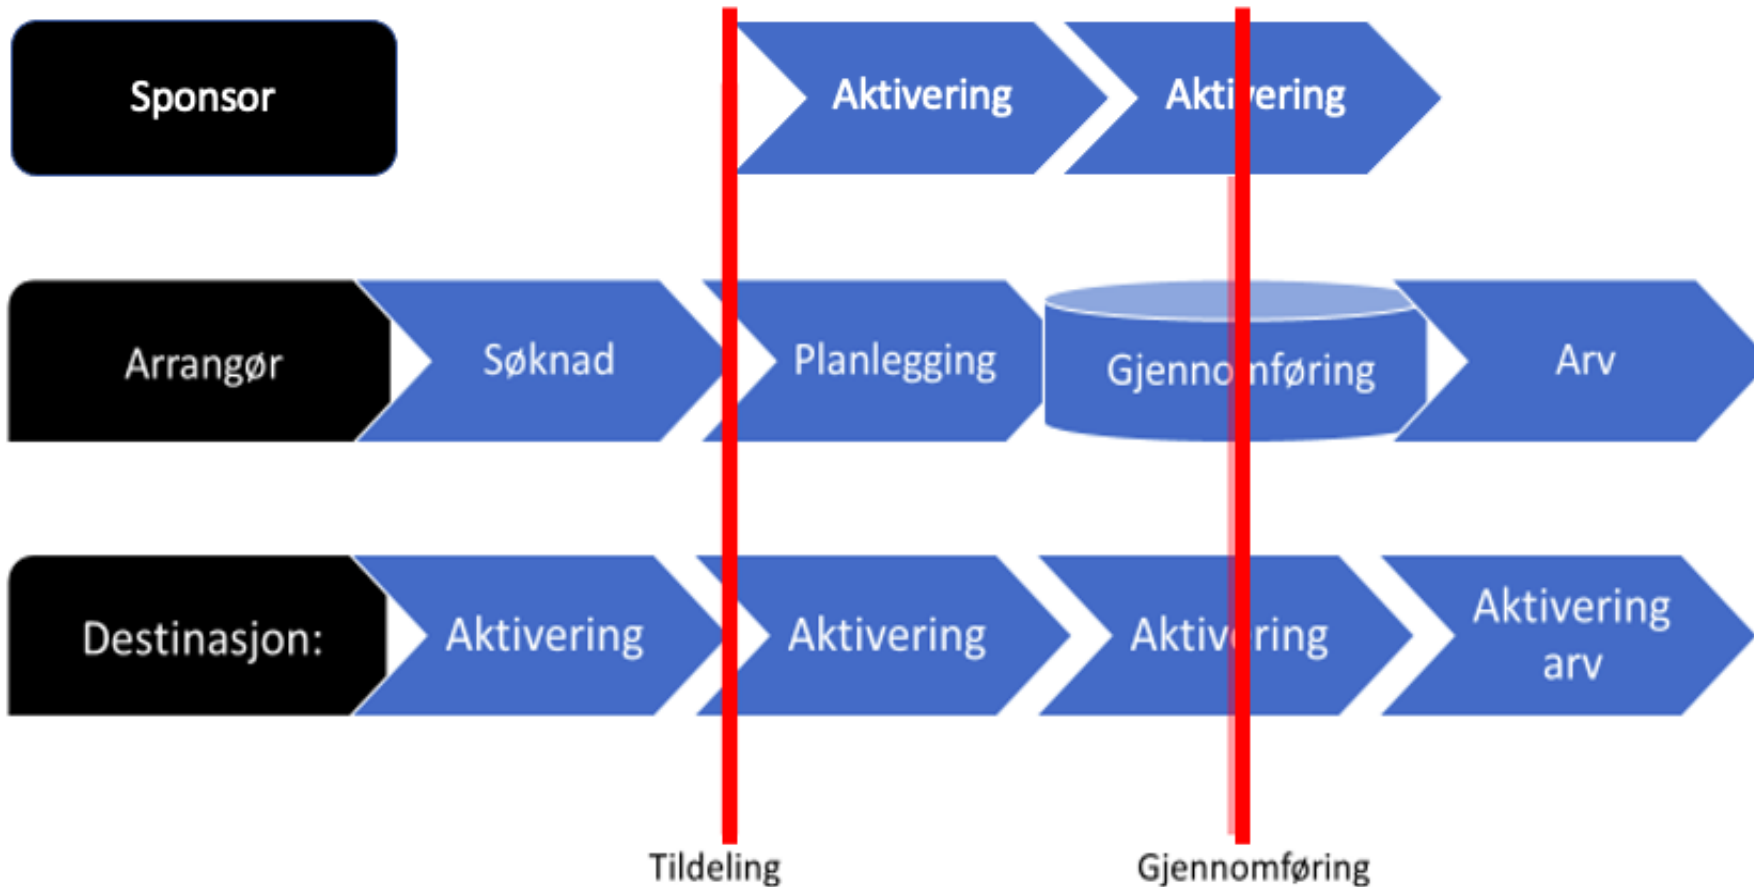 Sponsor
Aktivering
Aktivering
Arrangør
Søknad
Planlegging
Gjennomføring
Arv
Destinasjon:
Aktivering
Aktivering
Aktivering
Aktivering
arv
Tildeling
Gjennomføring